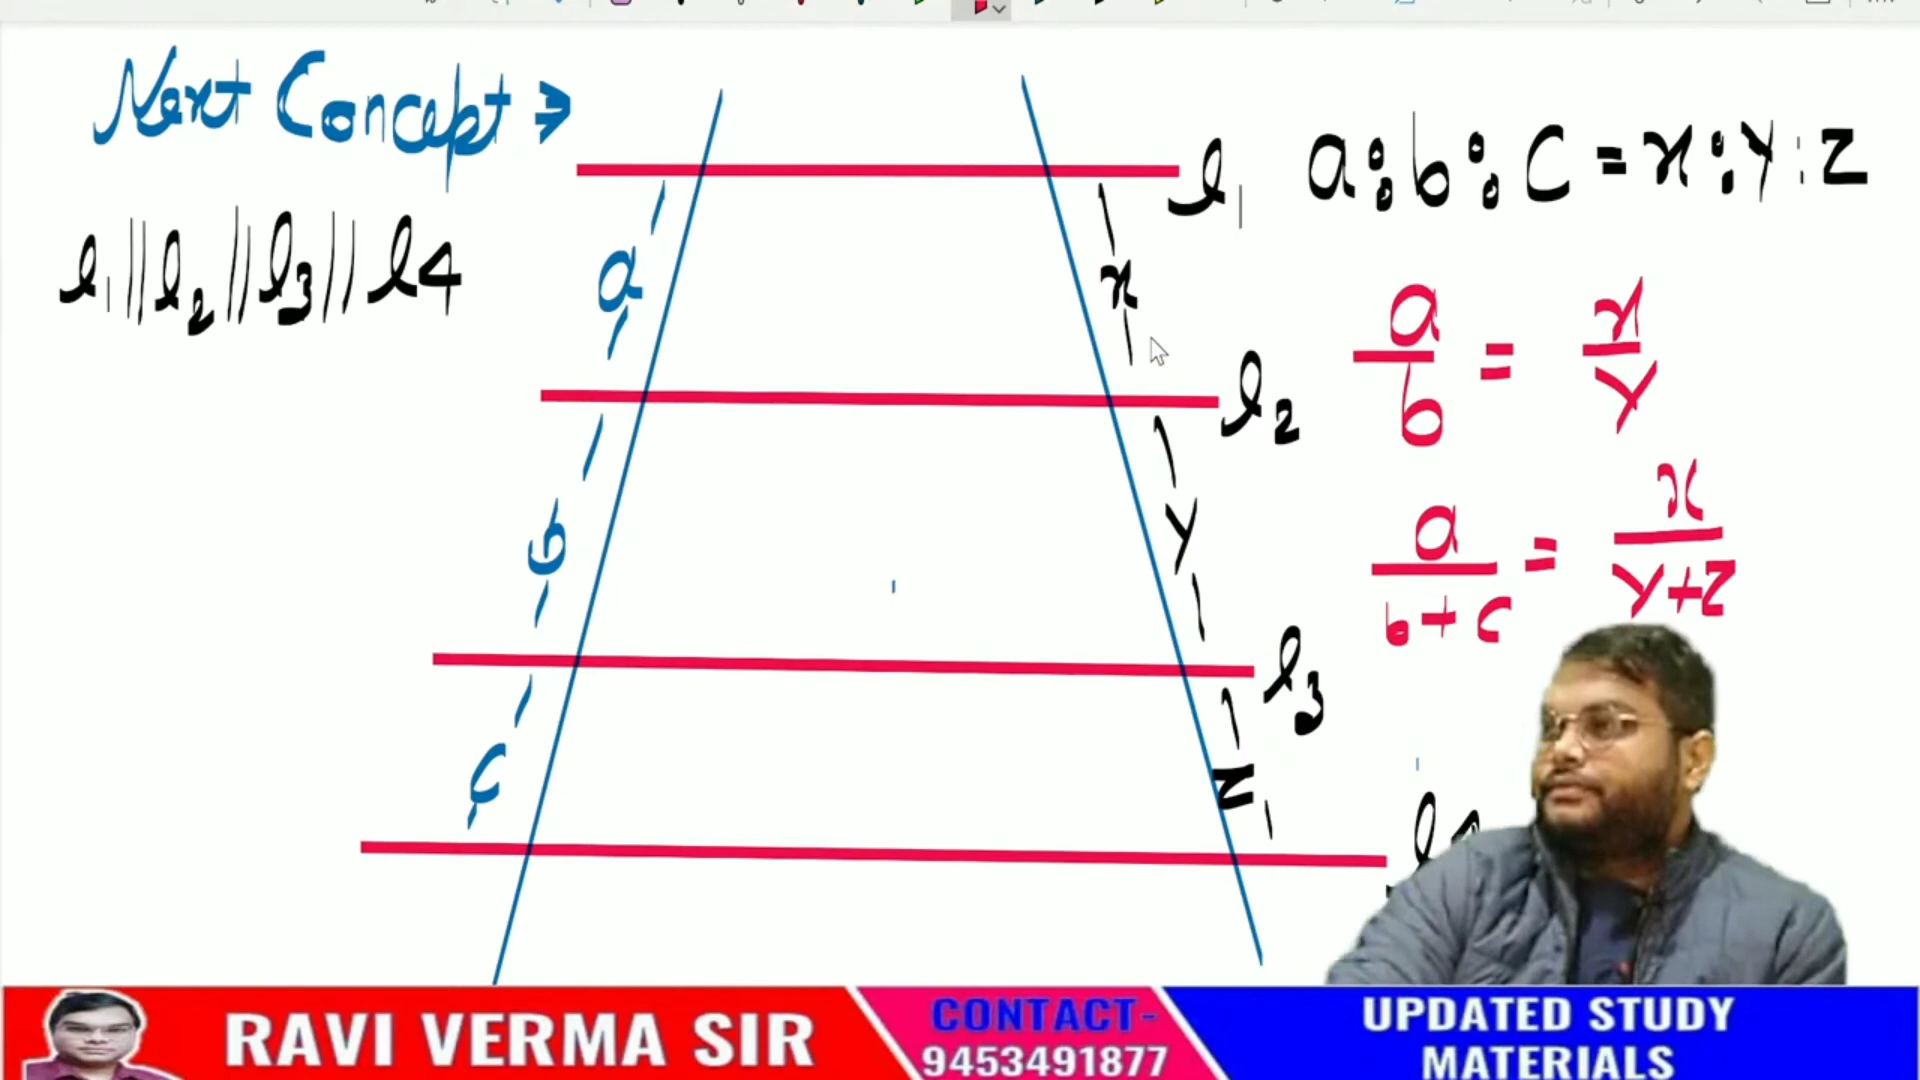 Next Concept ⇒
l1 || l2 || l3 || l4
a
b
c
x
y
z
l1
l2
l3
a : b : c = x : y : z
a/b = x/y
a/b+c = x/y+z
RAVI VERMA SIR
CONTACT-
9453491877
UPDATED STUDY
MATERIALS